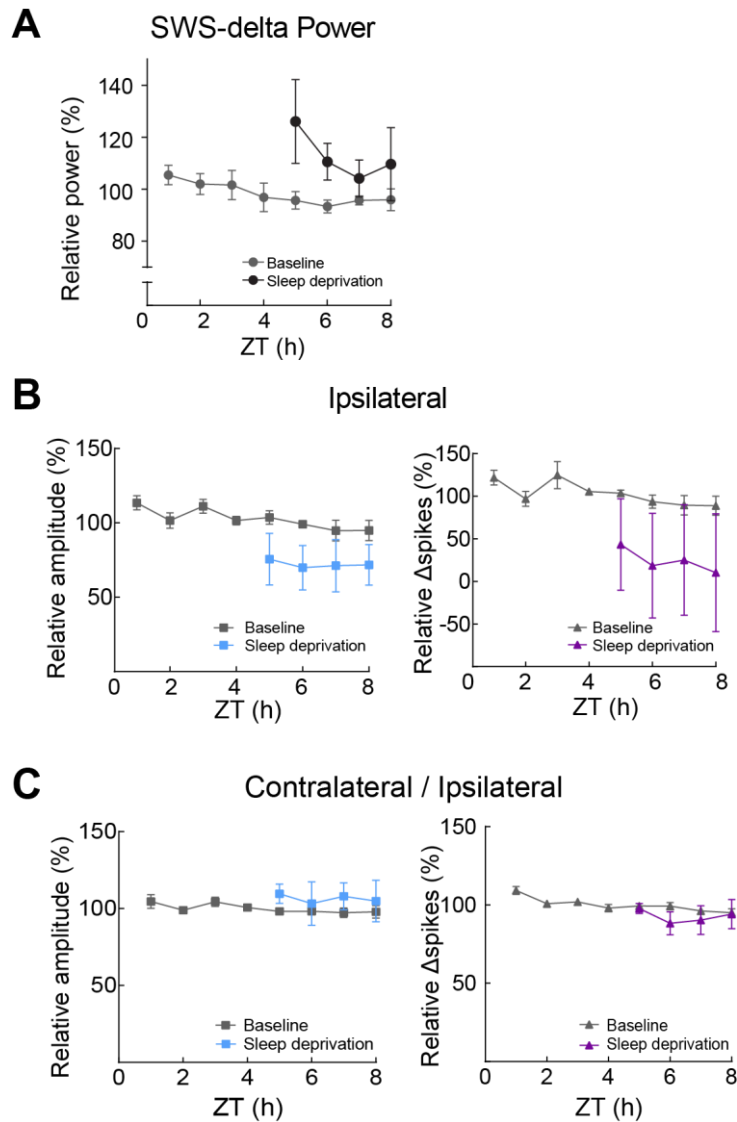 A
SWS-delta Power
Relative power (%)
140
120
100
80
Baseline
Sleep deprivation
0 2 4 6 8
ZT (h)
B
Ipsilateral
Relative amplitude (%)
150
100
50
Baseline
Sleep deprivation
0 2 4 6 8
ZT (h)
Relative Δspikes (%)
150
100
50
0
-50
Baseline
Sleep deprivation
0 2 4 6 8
ZT (h)
C
Contralateral / Ipsilateral
Relative amplitude (%)
150
100
50
Baseline
Sleep deprivation
0 2 4 6 8
ZT (h)
Relative Δspikes (%)
150
100
50
Baseline
Sleep deprivation
0 2 4 6 8
ZT (h)